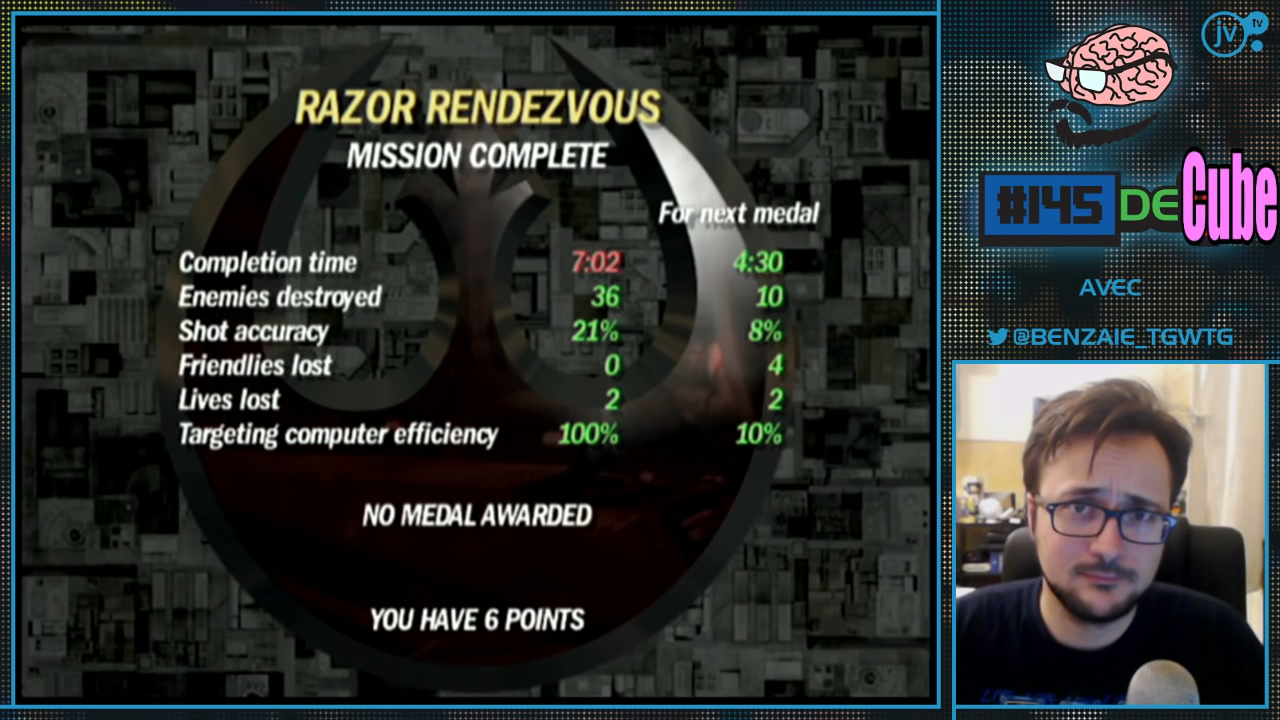 RAZOR RENDEZVOUS
MISSION COMPLETE
For next medal
Completion time 7:02 4:30
Enemies destroyed 36 10
Shot accuracy 21% 8%
Friendlies lost 0 4
Lives lost 2 2
Targeting computer efficiency 100% 10%
NO MEDAL AWARDED
YOU HAVE 6 POINTS
jv tv
#145 DE Cube
AVEC
@BENZAIE_TGWTG